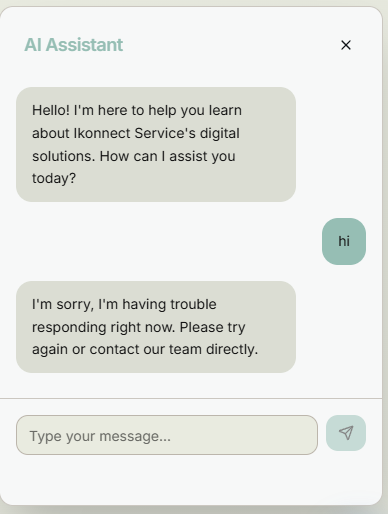 AI Assistant
Hello! I'm here to help you learn
about Ikonnect Service's digital
solutions. How can I assist you
today?
hi
I'm sorry, I'm having trouble
responding right now. Please try
again or contact our team directly.
Type your message...